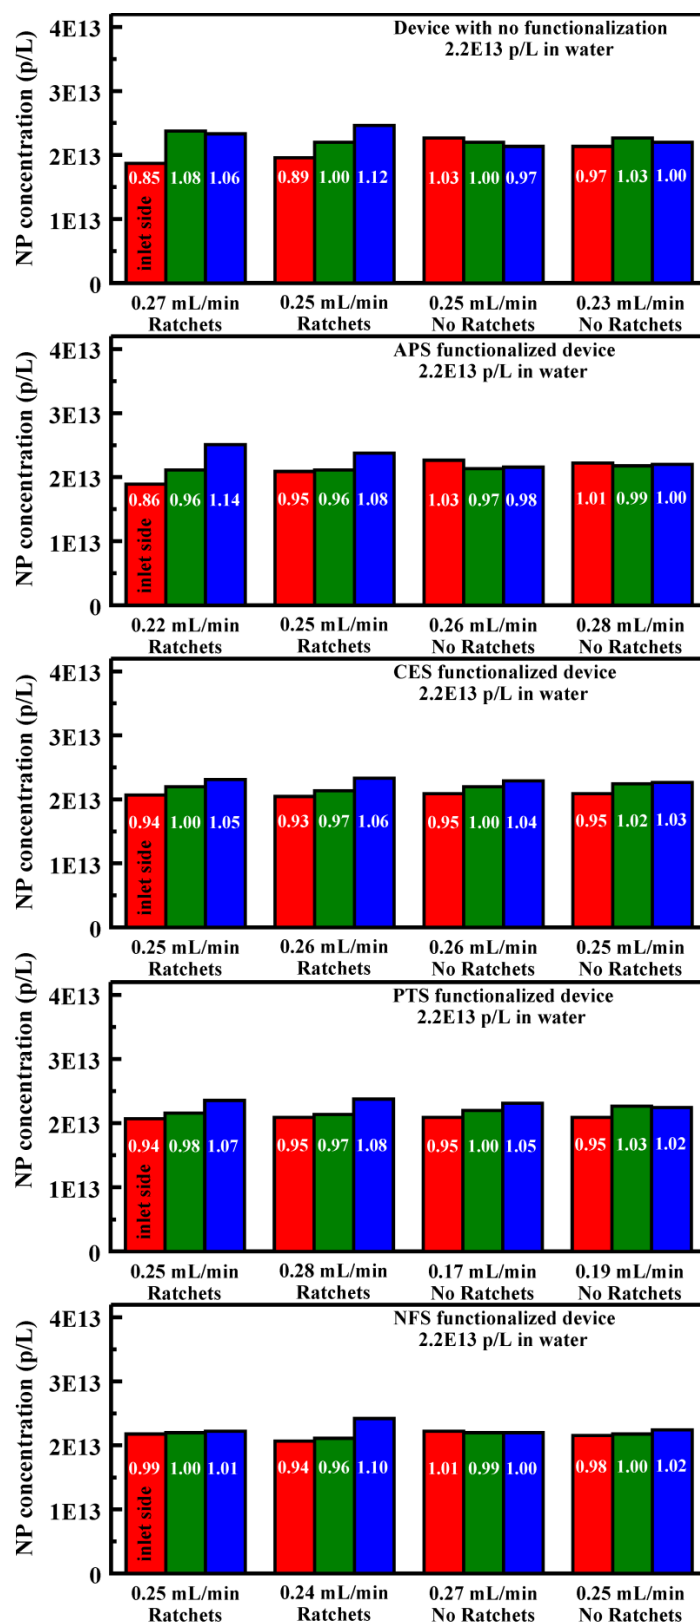 Device with no functionalization
2.2E13 p/L in water
NP concentration (p/L)
4E13
3E13
2E13
1E13
0
0.85 1.08 1.06 0.89 1.00 1.12 1.03 1.00 0.97 0.97 1.03 1.00
inlet side
0.27 mL/min 0.25 mL/min 0.25 mL/min 0.23 mL/min
Ratchets Ratchets No Ratchets No Ratchets
APS functionalized device
2.2E13 p/L in water
NP concentration (p/L)
4E13
3E13
2E13
1E13
0
0.86 0.96 1.14 0.95 0.96 1.08 1.03 0.97 0.98 1.01 0.99 1.00
inlet side
0.22 mL/min 0.25 mL/min 0.26 mL/min 0.28 mL/min
Ratchets Ratchets No Ratchets No Ratchets
CES functionalized device
2.2E13 p/L in water
NP concentration (p/L)
4E13
3E13
2E13
1E13
0
0.94 1.00 1.05 0.93 0.97 1.06 0.95 1.00 1.04 0.95 1.02 1.03
inlet side
0.25 mL/min 0.26 mL/min 0.26 mL/min 0.25 mL/min
Ratchets Ratchets No Ratchets No Ratchets
PTS functionalized device
2.2E13 p/L in water
NP concentration (p/L)
4E13
3E13
2E13
1E13
0
0.94 0.98 1.07 0.95 0.97 1.08 0.95 1.00 1.05 0.95 1.03 1.02
inlet side
0.25 mL/min 0.28 mL/min 0.17 mL/min 0.19 mL/min
Ratchets Ratchets No Ratchets No Ratchets
NFS functionalized device
2.2E13 p/L in water
NP concentration (p/L)
4E13
3E13
2E13
1E13
0
0.99 1.00 1.01 0.94 0.96 1.10 1.01 0.99 1.00 0.98 1.00 1.02
inlet side
0.25 mL/min 0.24 mL/min 0.27 mL/min 0.25 mL/min
Ratchets Ratchets No Ratchets No Ratchets